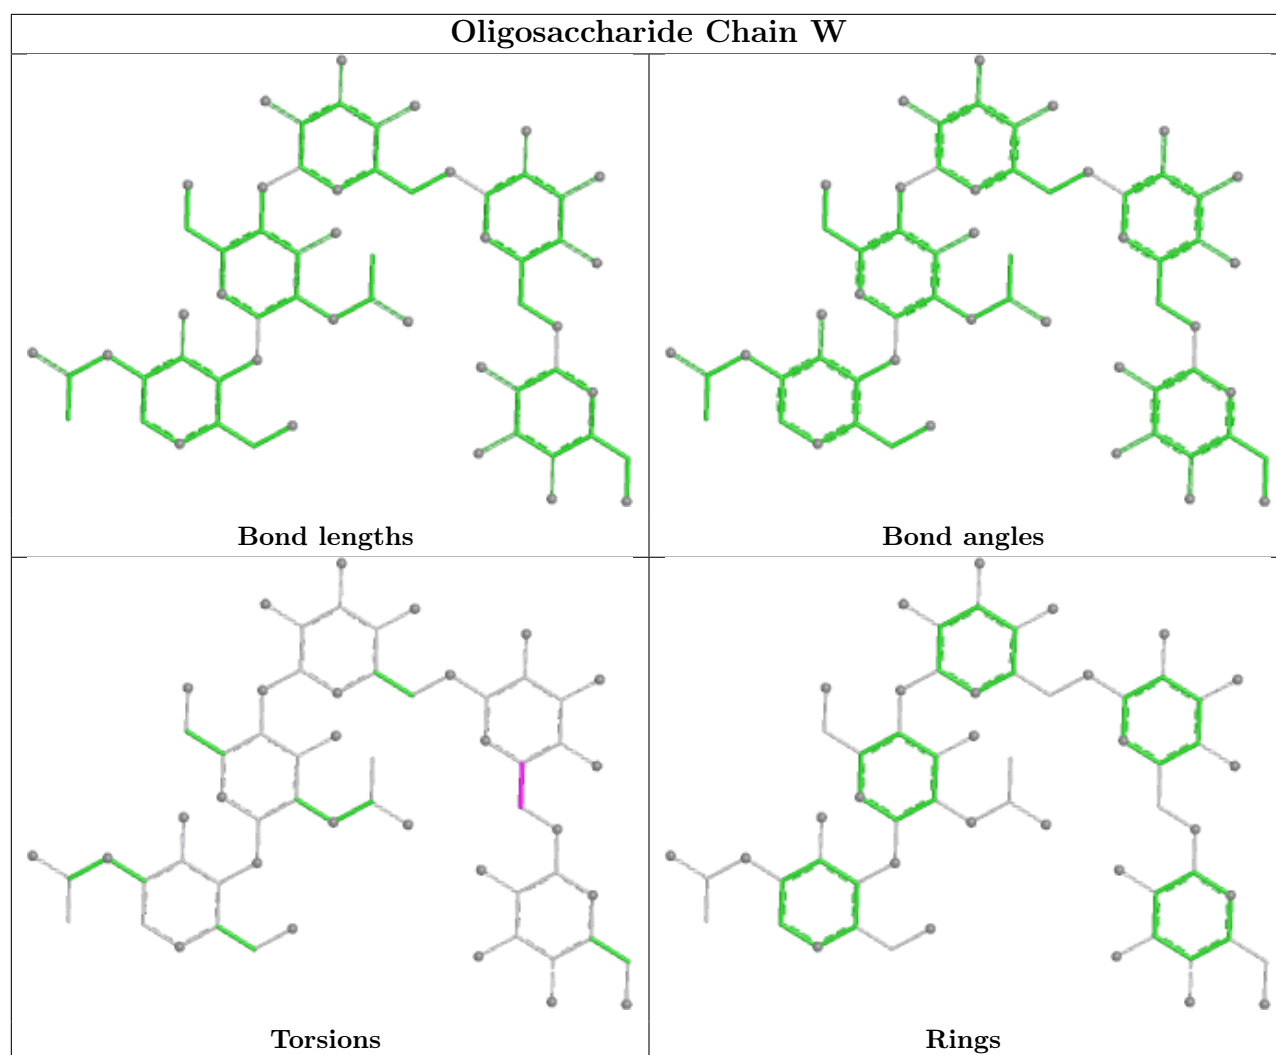 Oligosaccharide Chain W
Bond lengths
Bond angles
Torsions
Rings